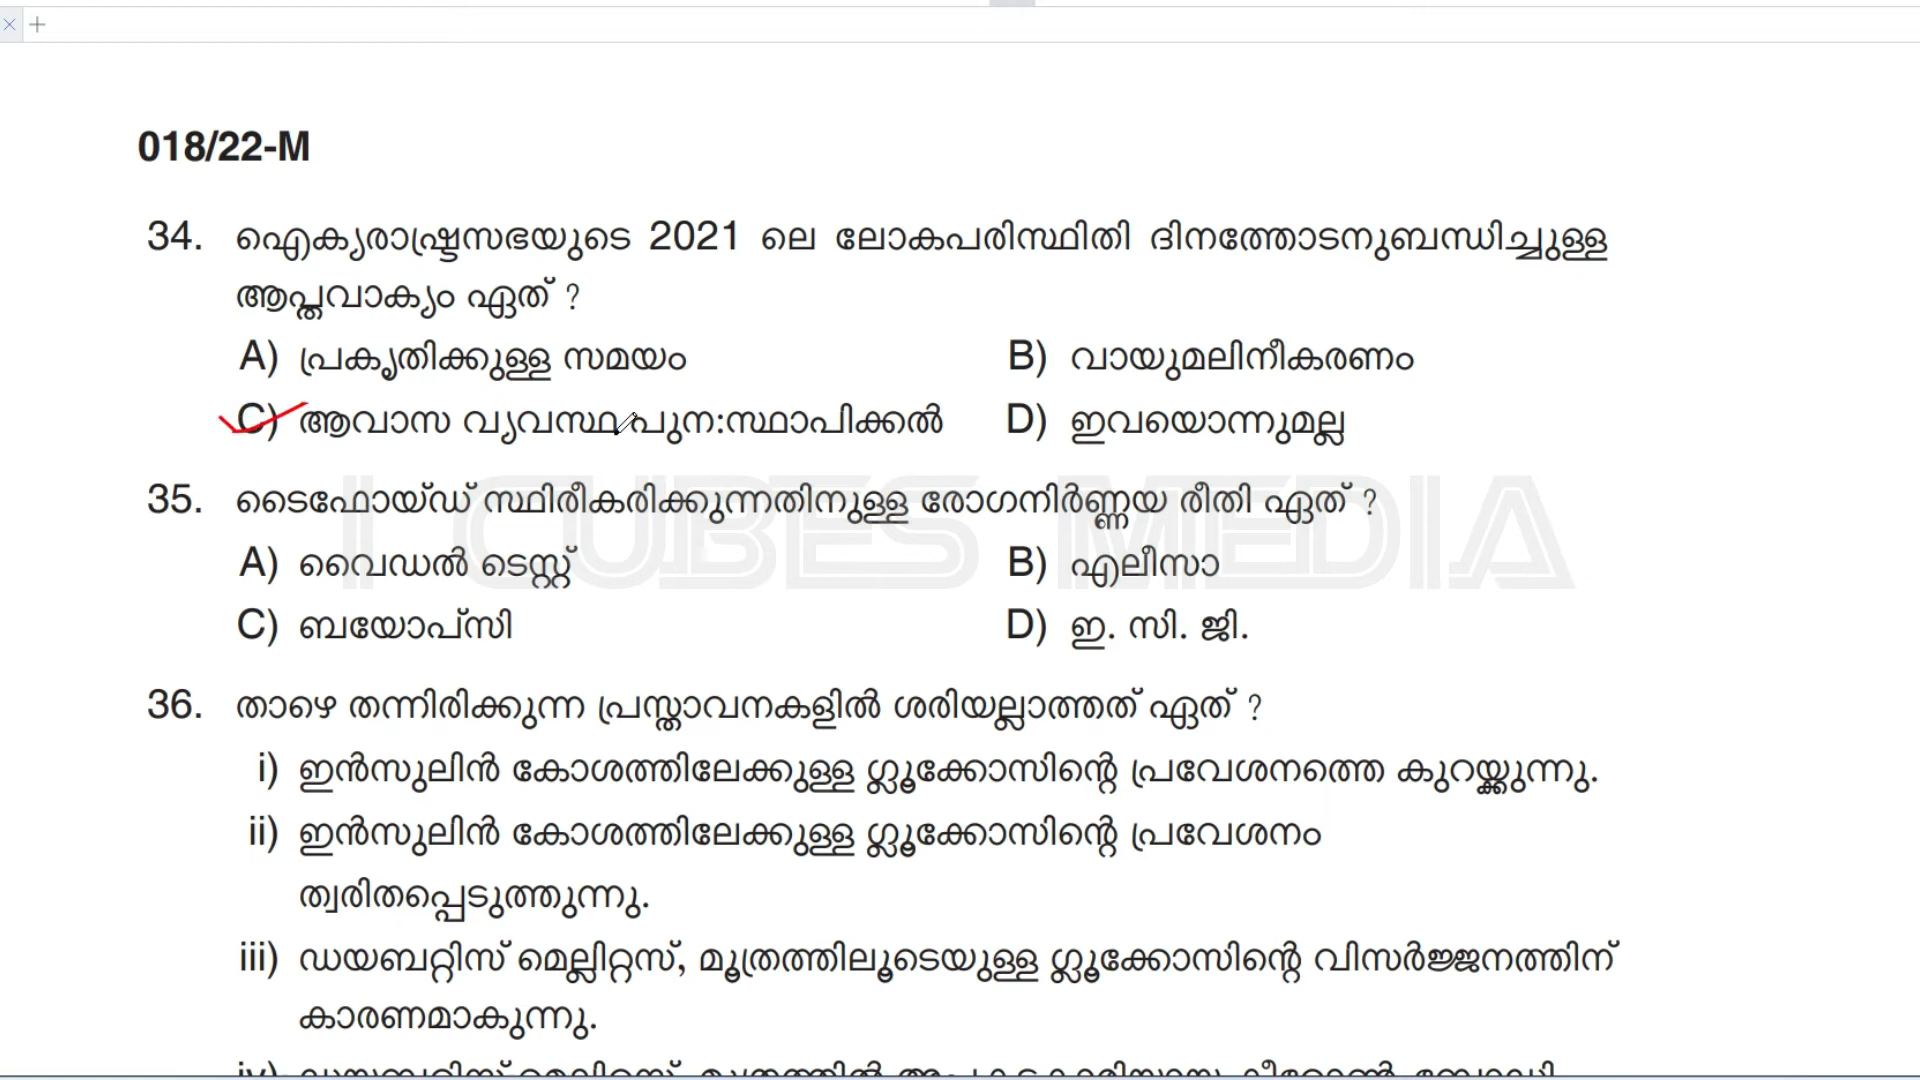 018/22-M
34. ഐക്യരാഷ്ട്രസഭയുടെ 2021 ലെ ലോകപരിസ്ഥിതി ദിനത്തോടനുബന്ധിച്ചുള്ള
ആപ്തവാക്യം ഏത് ?
A) പ്രകൃതിക്കുള്ള സമയം B) വായുമലിനീകരണം
C) ആവാസ വ്യവസ്ഥ പുന:സ്ഥാപിക്കൽ D) ഇവയൊന്നുമല്ല
I CUBES MEDIA
35. ടൈഫോയ്ഡ് സ്ഥിരീകരിക്കുന്നതിനുള്ള രോഗനിർണ്ണയ രീതി ഏത് ?
A) വൈഡൽ ടെസ്റ്റ് B) എലീസാ
C) ബയോപ്സി D) ഇ. സി. ജി.
36. താഴെ തന്നിരിക്കുന്ന പ്രസ്താവനകളിൽ ശരിയല്ലാത്തത് ഏത് ?
i) ഇൻസുലിൻ കോശത്തിലേക്കുള്ള ഗ്ലൂക്കോസിന്റെ പ്രവേശനത്തെ കുറയ്ക്കുന്നു.
ii) ഇൻസുലിൻ കോശത്തിലേക്കുള്ള ഗ്ലൂക്കോസിന്റെ പ്രവേശനം
ത്വരിതപ്പെടുത്തുന്നു.
iii) ഡയബറ്റിസ് മെല്ലിറ്റസ്, മൂത്രത്തിലൂടെയുള്ള ഗ്ലൂക്കോസിന്റെ വിസർജ്ജനത്തിന്
കാരണമാകുന്നു.